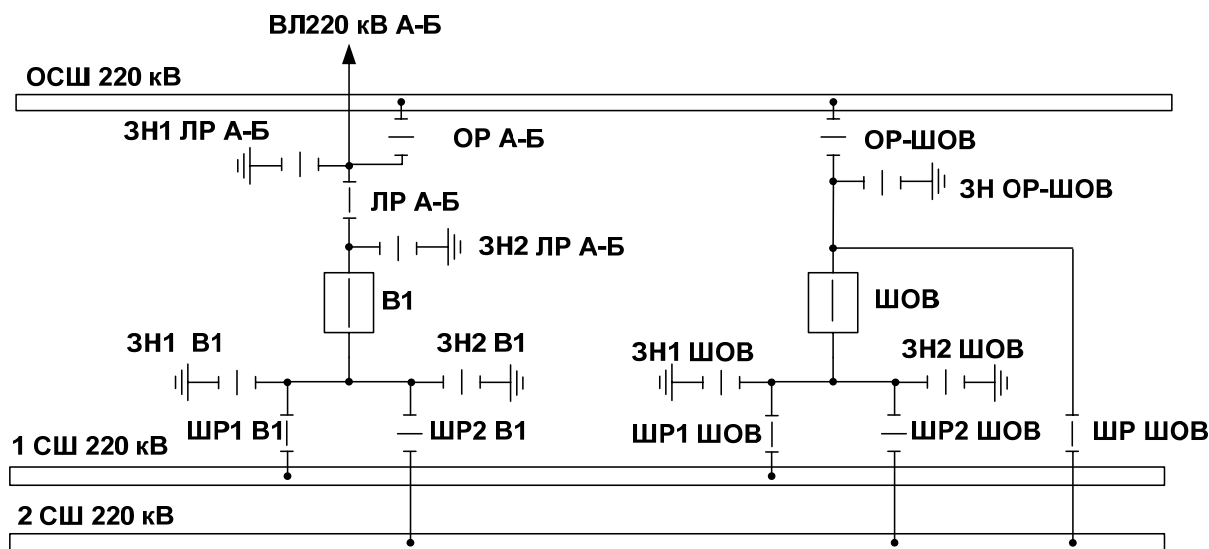 ВЛ220 кВ А-Б
ОСШ 220 кВ
ЗН1 ЛР А-Б
ОР А-Б
ОР-ШОВ
ЗН ОР-ШОВ
ЛР А-Б
ЗН2 ЛР А-Б
В1
ШОВ
ЗН1 В1
ЗН2 В1
ЗН1 ШОВ
ЗН2 ШОВ
ШР1 В1
ШР2 В1
ШР1 ШОВ
ШР2 ШОВ
ШР ШОВ
1 СШ 220 кВ
2 СШ 220 кВ